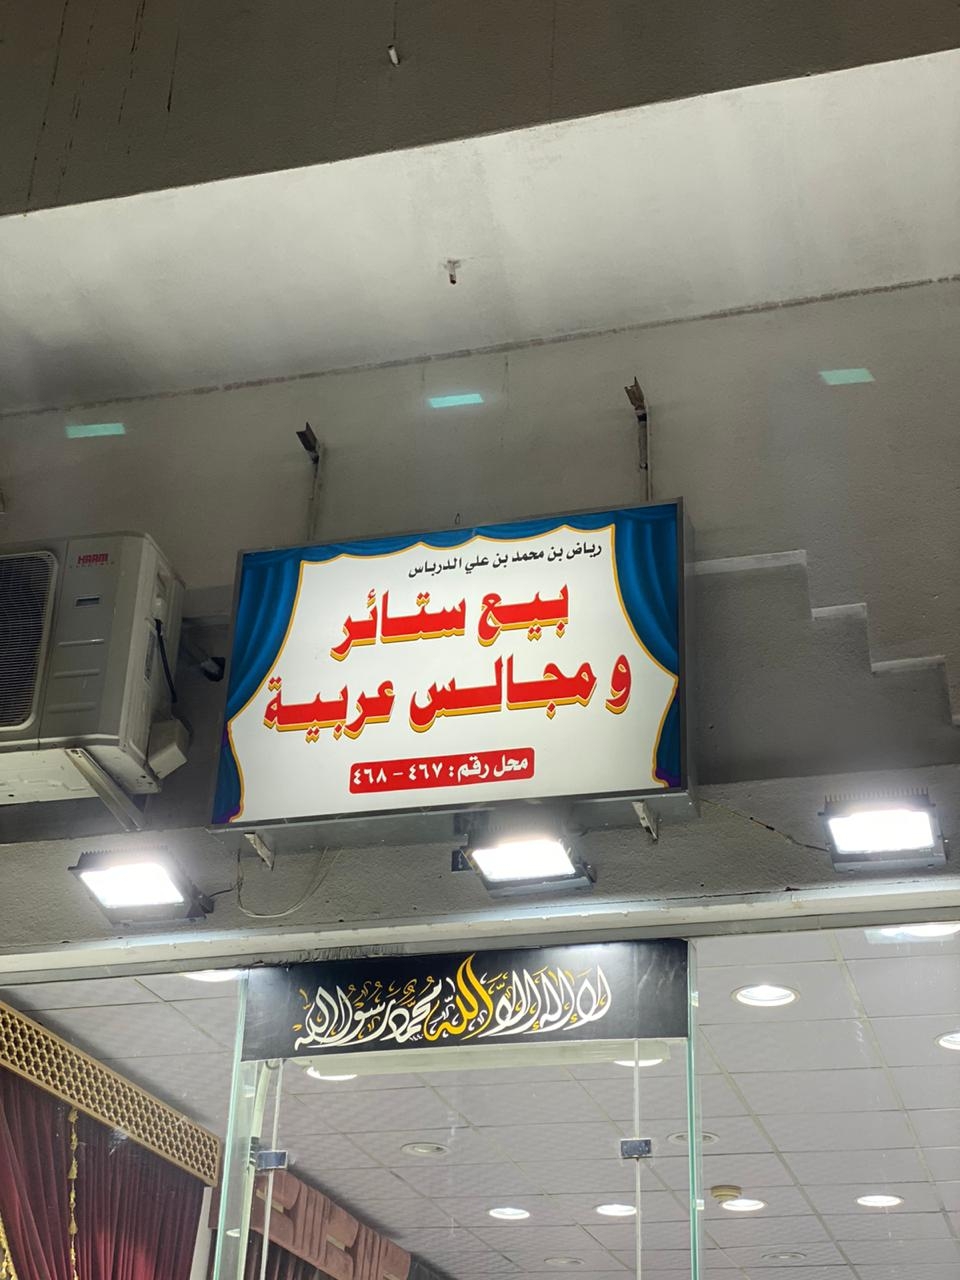 رياض بن محمد بن علي الدرباس
بيع ستائر
و مجالس عربية
محل رقم : ٤٦٧ - ٤٦٨
HAAM
لا إله إلا الله محمد رسول الله